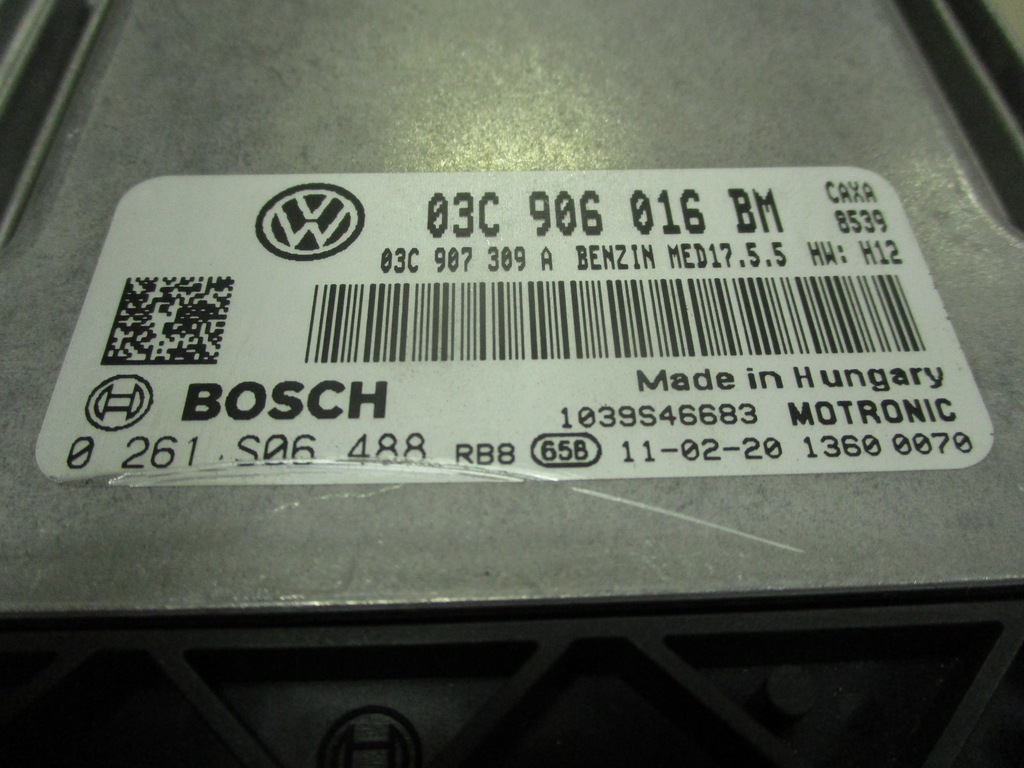 03C 906 016 BM
CAXA
8539
03C 907 309 A BENZIN MED17.5.5 HW: H12
Made in Hungary
BOSCH
1039S46683 MOTRONIC
0 261 S06 488 RB8 65B 11-02-20 1360 0070